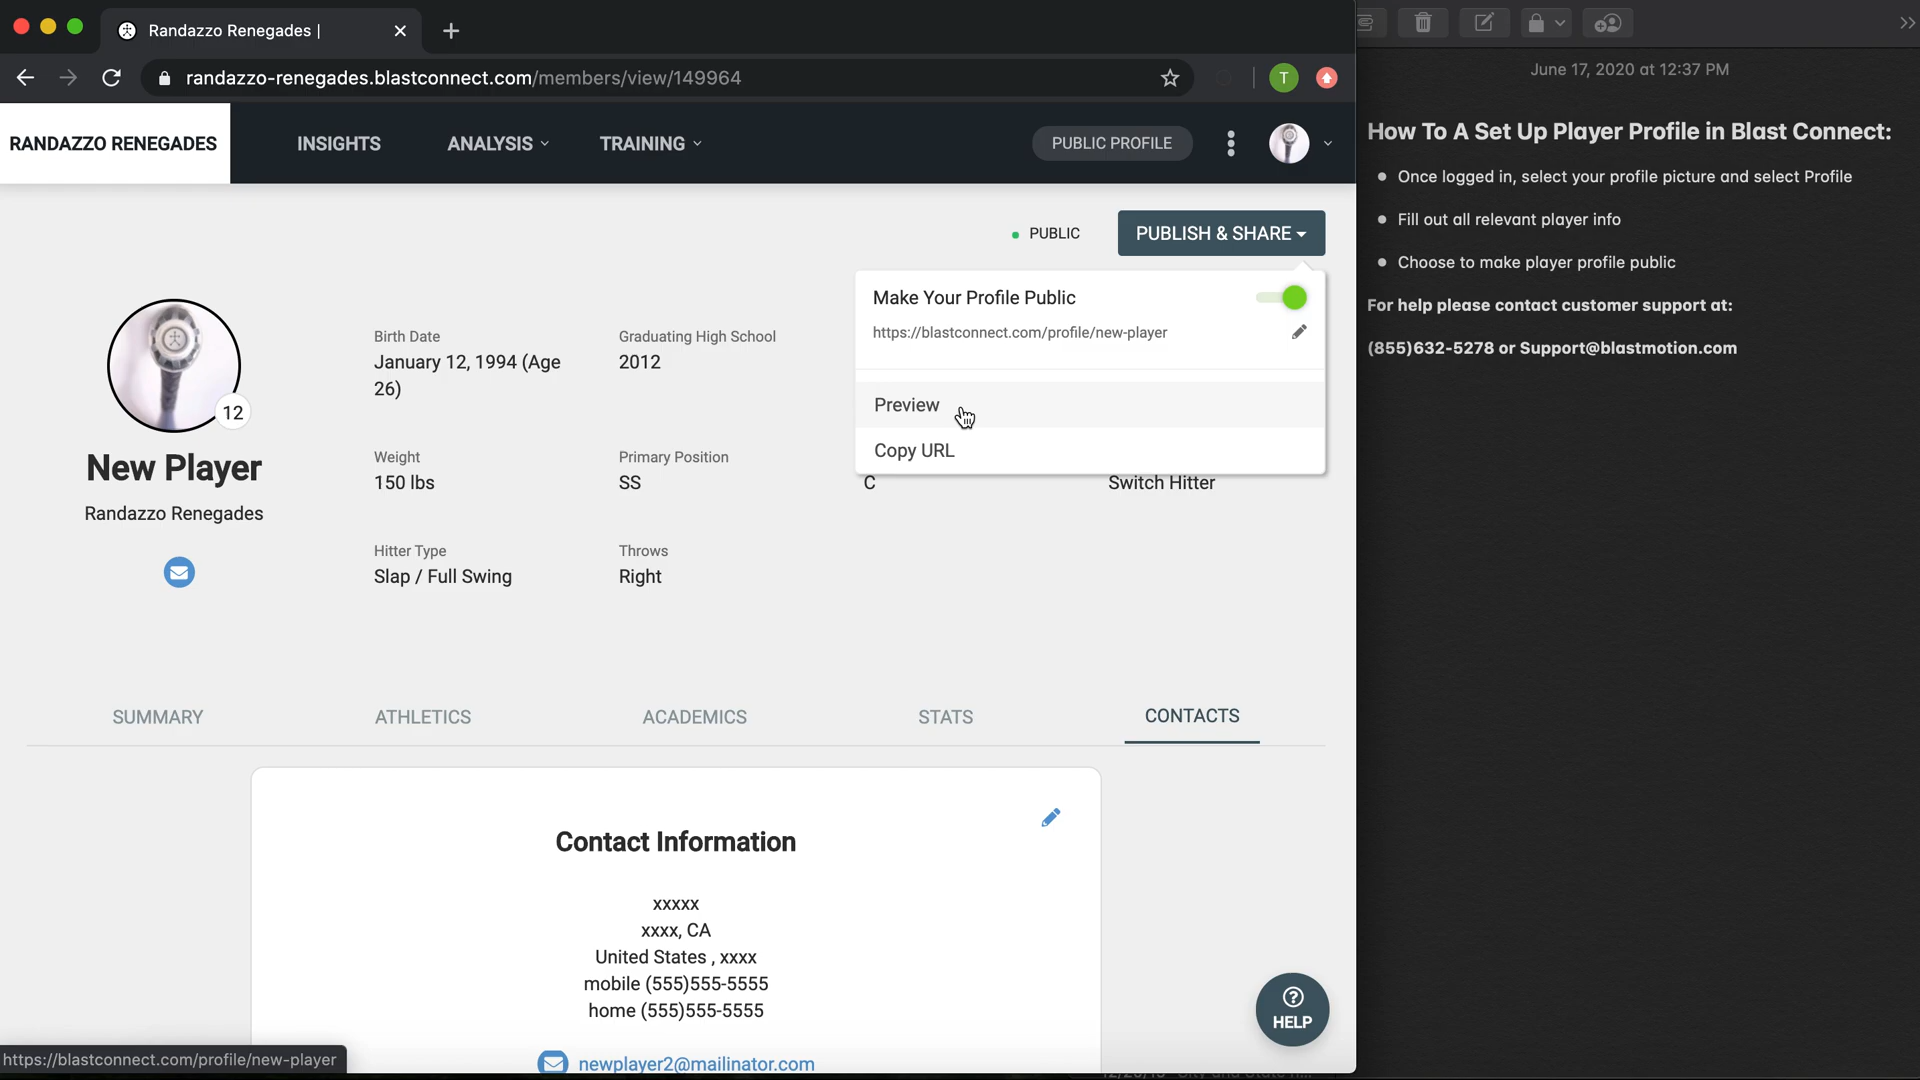 Randazzo Renegades |
randazzo-renegades.blastconnect.com/members/view/149964
T
RANDAZZO RENEGADES
INSIGHTS
ANALYSIS
TRAINING
PUBLIC PROFILE
PUBLIC
PUBLISH & SHARE
Make Your Profile Public
https://blastconnect.com/profile/new-player
Preview
Copy URL
12
New Player
Randazzo Renegades
Birth Date
January 12, 1994 (Age
26)
Graduating High School
2012
Weight
150 lbs
Primary Position
SS
C
Switch Hitter
Hitter Type
Slap / Full Swing
Throws
Right
SUMMARY
ATHLETICS
ACADEMICS
STATS
CONTACTS
Contact Information
xxxxx
xxxx, CA
United States , xxxx
mobile (555)555-5555
home (555)555-5555
newplayer2@mailinator.com
HELP
https://blastconnect.com/profile/new-player
June 17, 2020 at 12:37 PM
How To A Set Up Player Profile in Blast Connect:
Once logged in, select your profile picture and select Profile
Fill out all relevant player info
Choose to make player profile public
For help please contact customer support at:
(855)632-5278 or Support@blastmotion.com